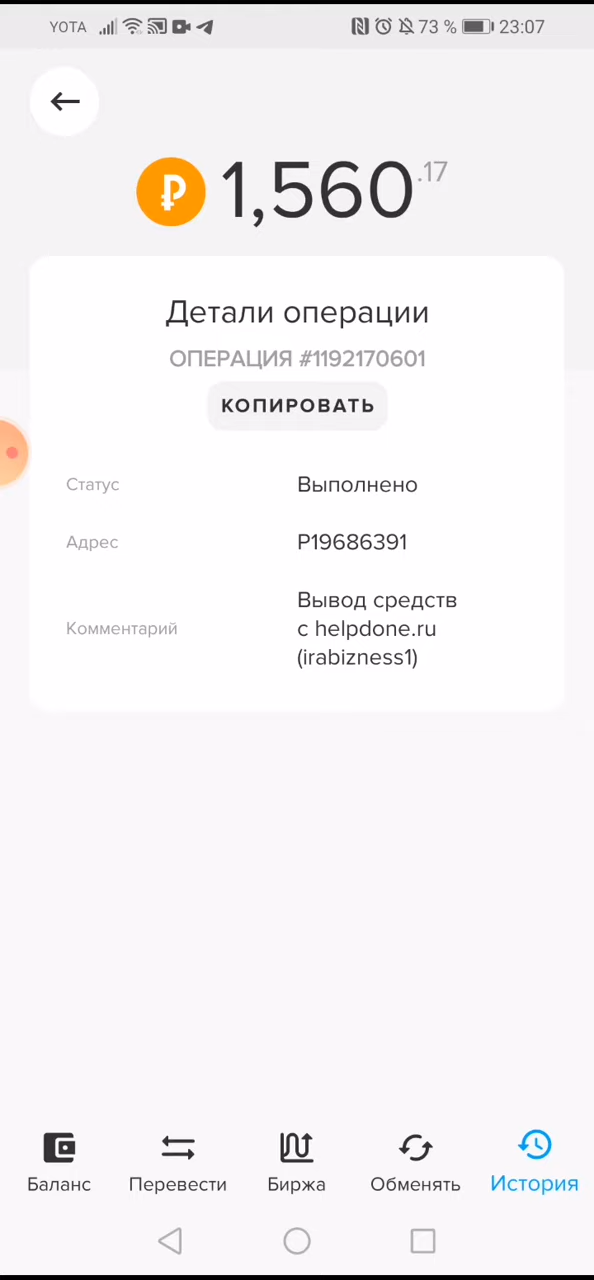 YOTA 73 % 23:07
₽ 1,560.17
Детали операции
ОПЕРАЦИЯ #1192170601
КОПИРОВАТЬ
Статус Выполнено
Адрес P19686391
Комментарий Вывод средств
с helpdone.ru
(irabizness1)
Баланс Перевести Биржа Обменять История